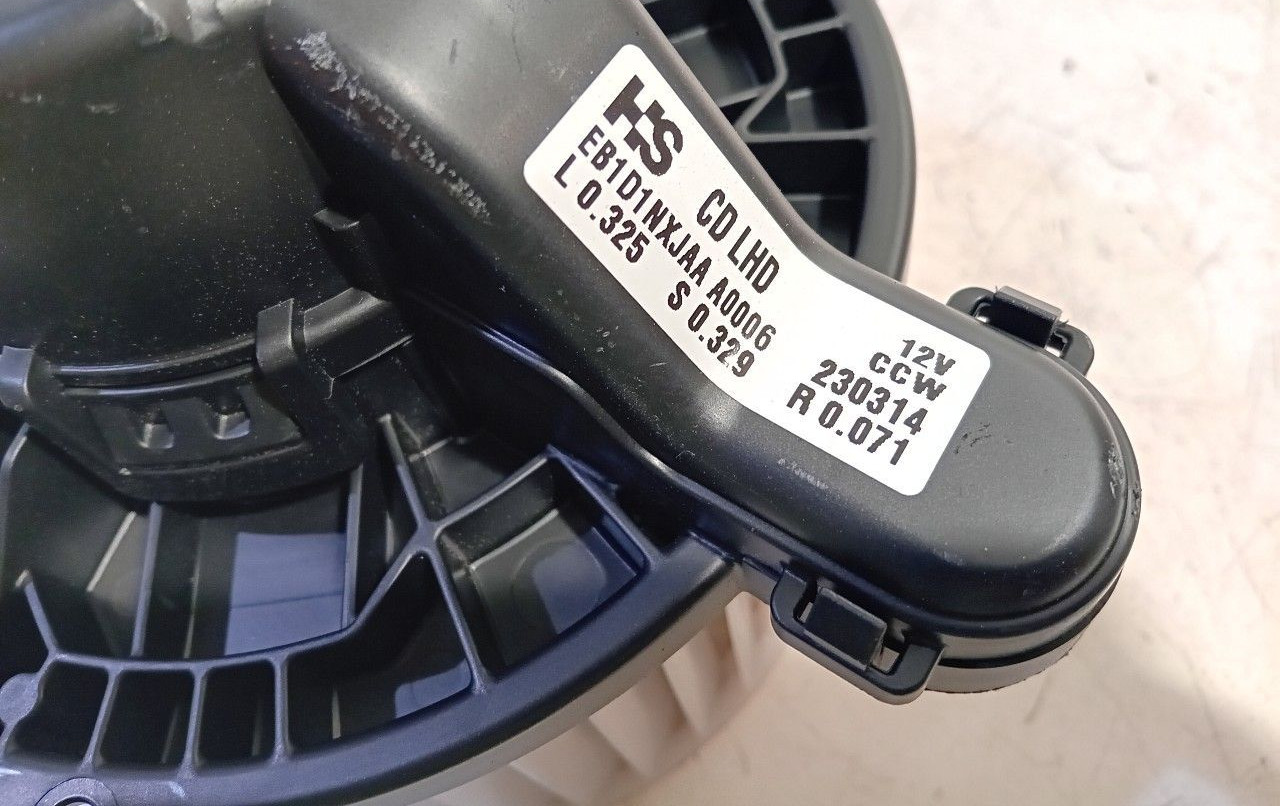 HS
CD LHD
12V
EB1D1NXJAA A0006
CCW
L 0.325 S 0.329
230314
R 0.071